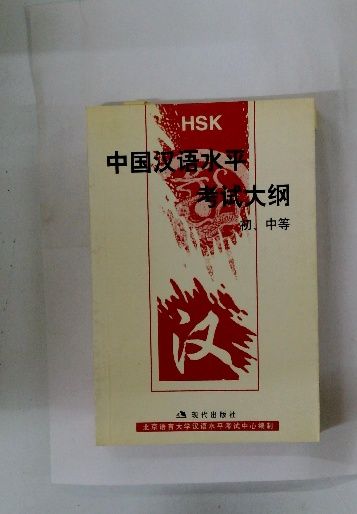 HSK
中国汉语水平
考试大纲
初、中等
汉
现代出版社
北京语言大学汉语水平考试中心编制